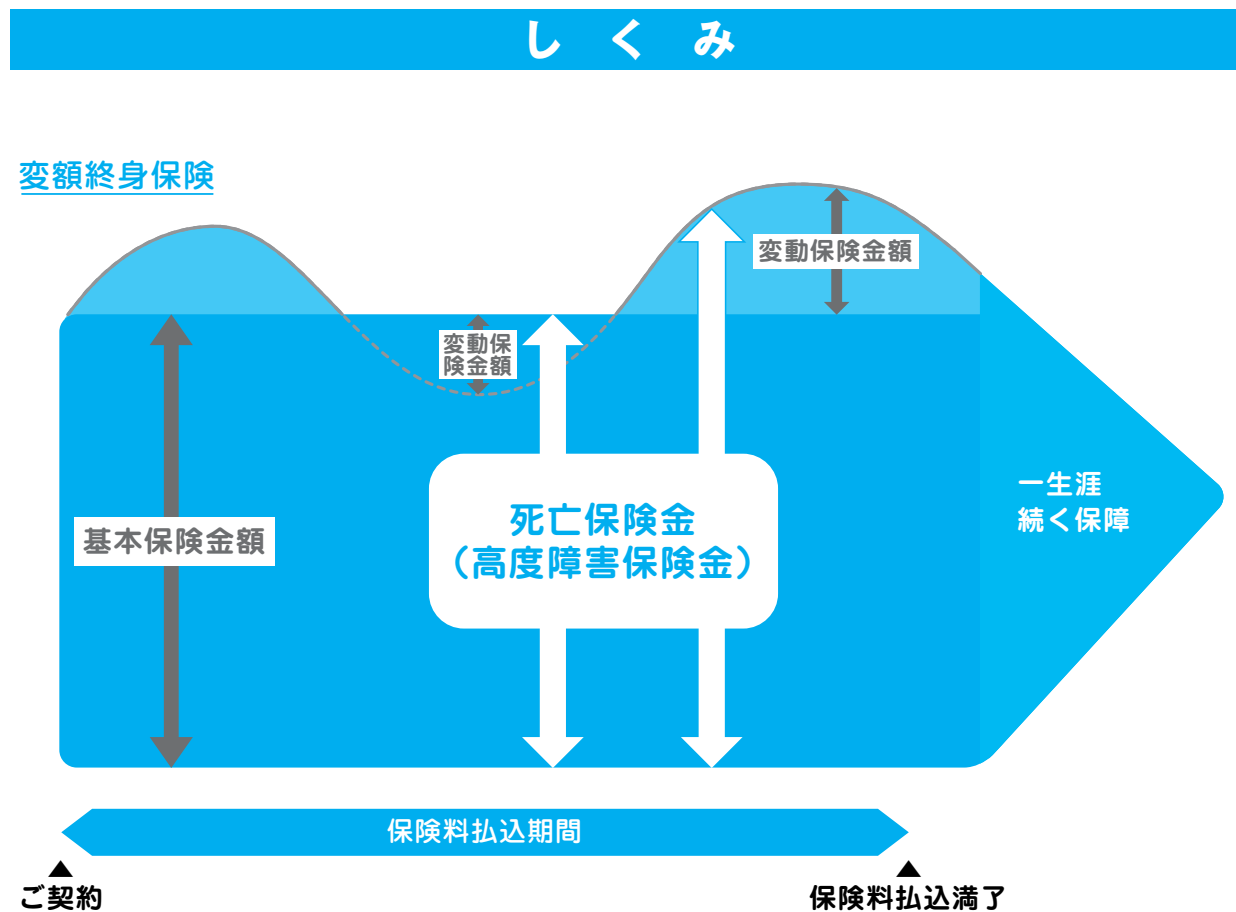 しくみ
変額終身保険
変動保険金額
変動保
険金額
基本保険金額
死亡保険金
（高度障害保険金）
一生涯
続く保障
保険料払込期間
ご契約
保険料払込満了